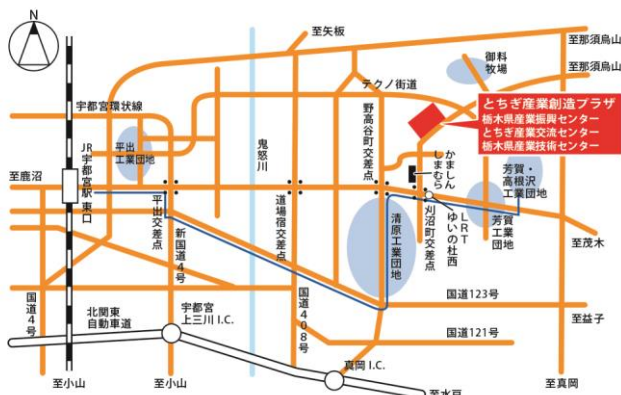 N
至矢板
至那須烏山
御料
牧場
至那須烏山
テクノ街道
宇都宮環状線
とちぎ産業創造プラザ
栃木県産業振興センター
とちぎ産業交流センター
栃木県産業技術センター
平出
工業団地
鬼怒川
野高谷町交差点
かましん
しまむら
JR宇都宮駅東口
至鹿沼
芳賀・
高根沢
工業団地
平出交差点
新国道4号
道場宿交差点
清原工業団地
刈沼町交差点
LRT
ゆいの杜西
芳賀
工業団地
至茂木
国道4号
北関東
自動車道
宇都宮
上三川 I.C.
国道408号
国道123号
至益子
国道121号
真岡 I.C.
至小山
至小山
至水戸
至真岡